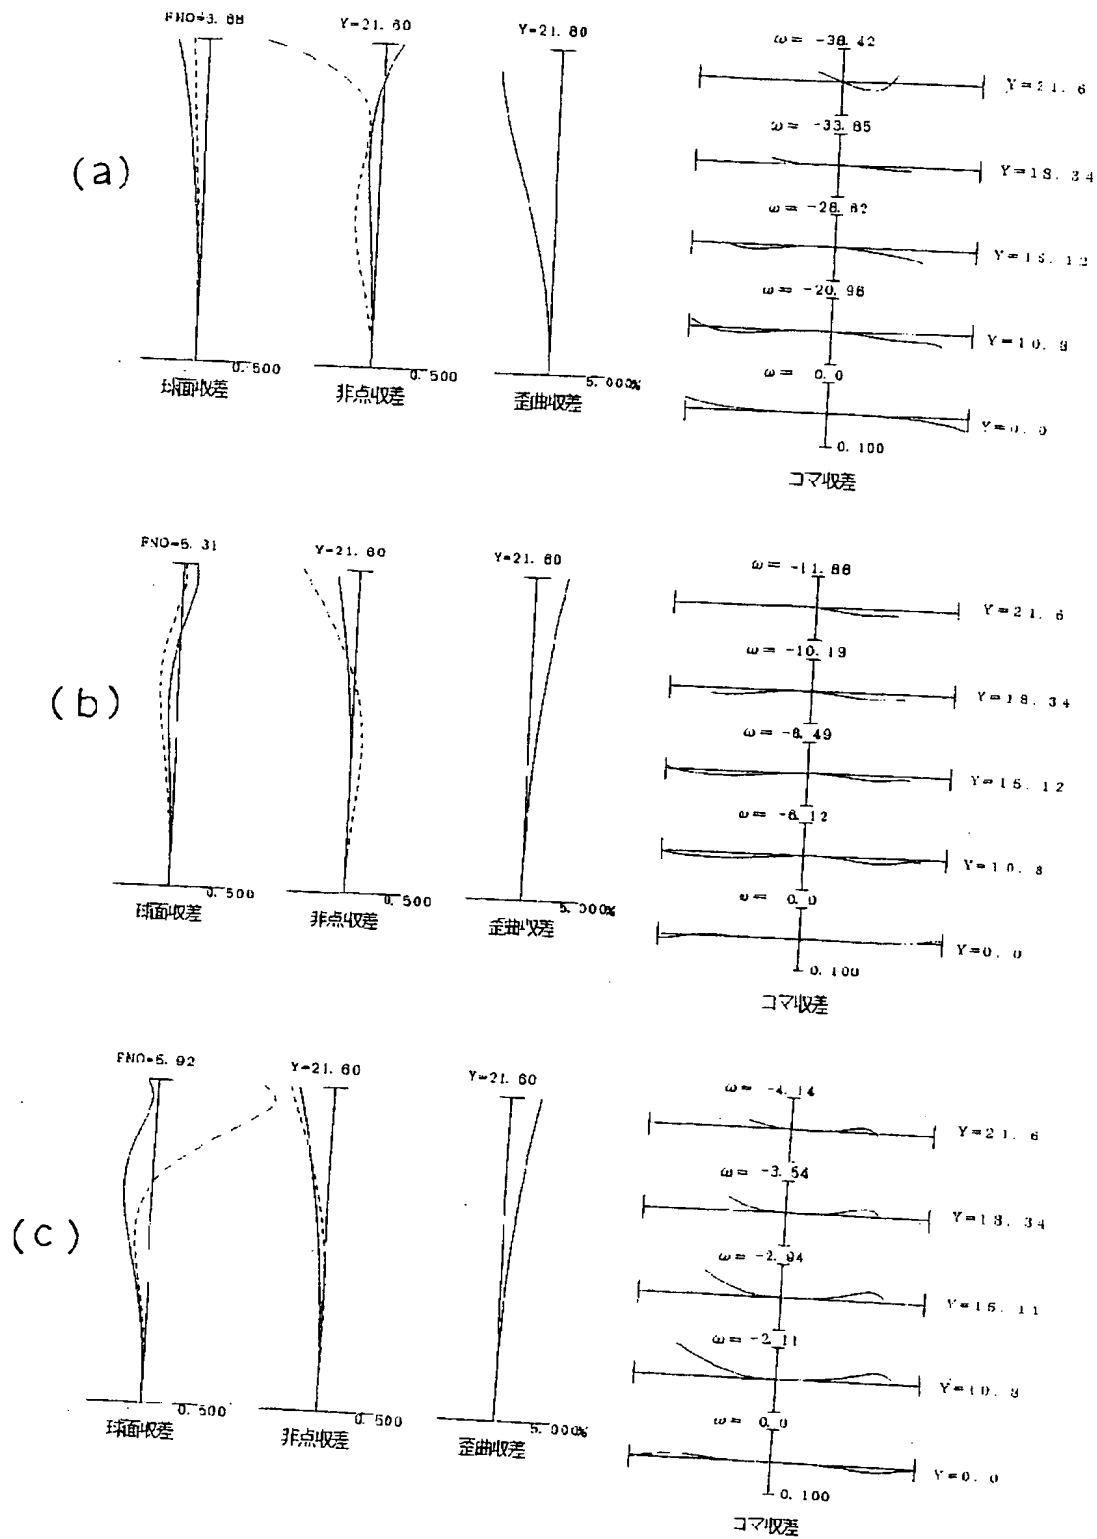 (a)
FNO=3.68
0.500
球面収差
Y=21.60
0.500
非点収差
Y=21.60
5.000%
歪曲収差
ω= -38.42
Y=21.6
ω= -33.85
Y=18.34
ω= -28.82
Y=15.12
ω= -20.96
Y=10.8
ω= 0.0
Y=0.0
0.100
コマ収差
(b)
FNO=5.31
0.500
球面収差
Y=21.60
0.500
非点収差
Y=21.60
5.000%
歪曲収差
ω= -11.86
Y=21.6
ω= -10.19
Y=18.34
ω= -8.49
Y=15.12
ω= -6.12
Y=10.8
ω= 0.0
Y=0.0
0.100
コマ収差
(c)
FNO=5.92
0.500
球面収差
Y=21.60
0.500
非点収差
Y=21.60
5.000%
歪曲収差
ω= -4.14
Y=21.6
ω= -3.54
Y=18.34
ω= -2.94
Y=15.11
ω= -2.11
Y=10.8
ω= 0.0
Y=0.0
0.100
コマ収差